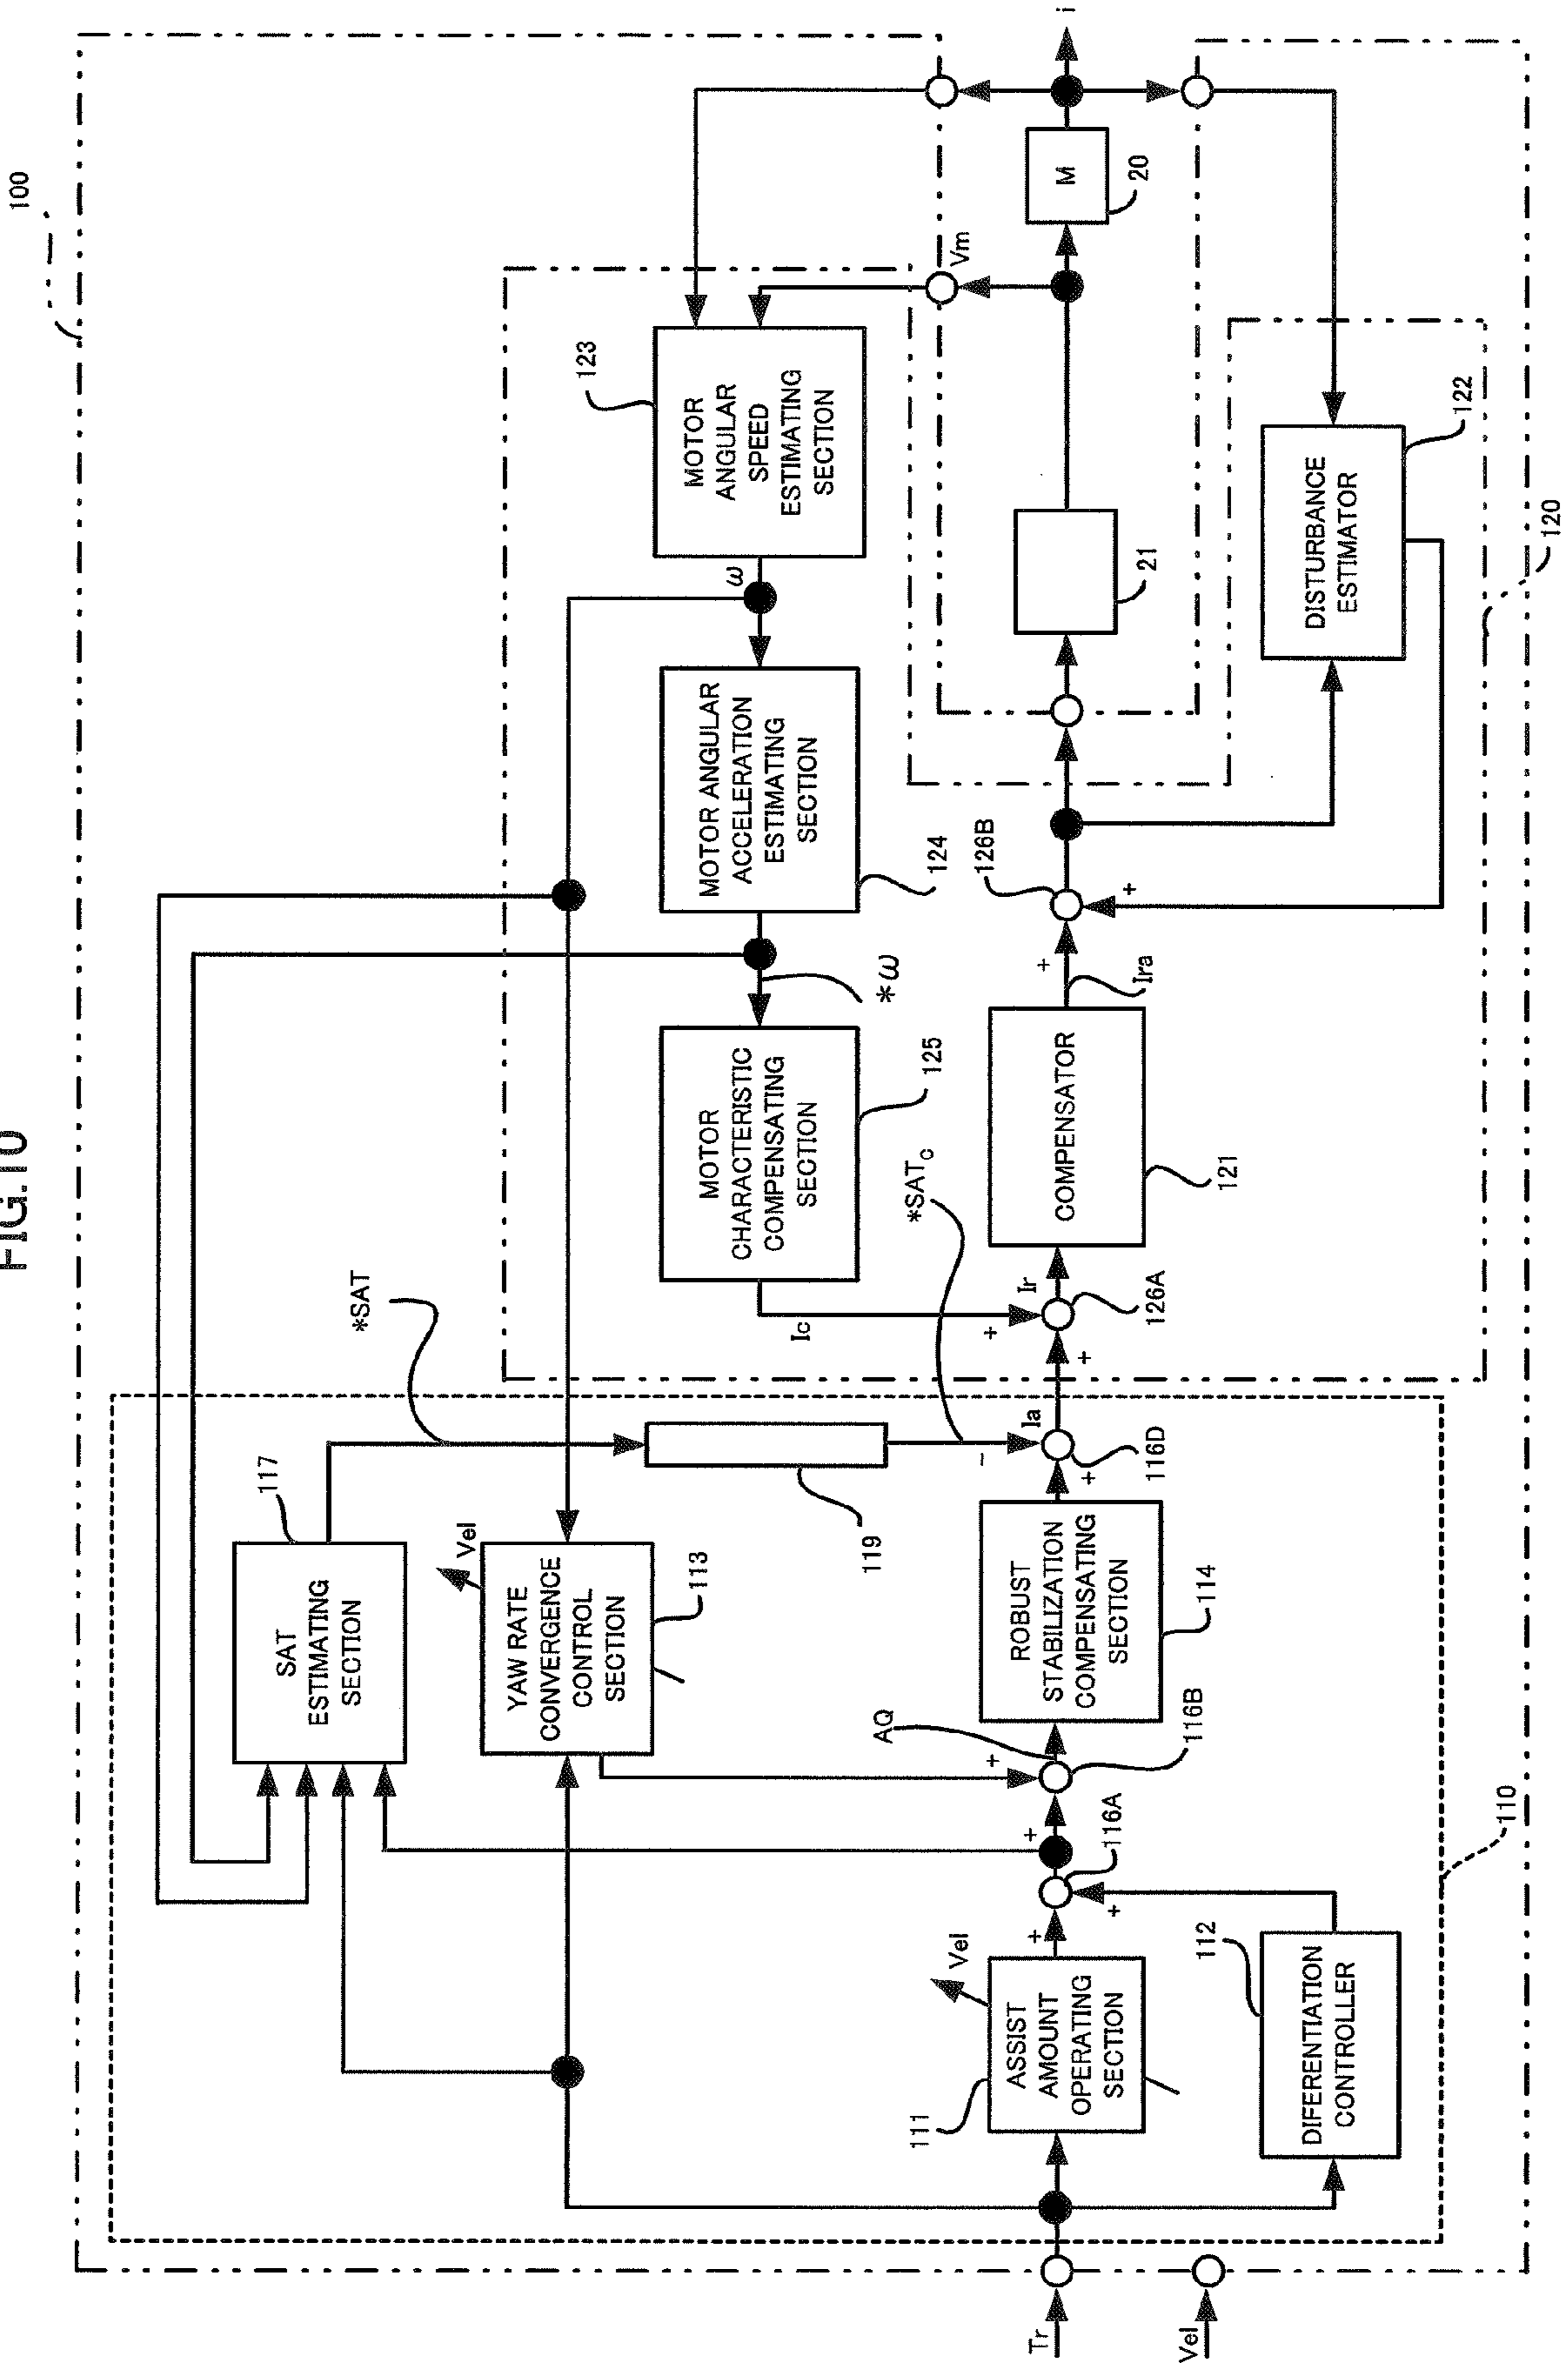 FIG.10
100
117
SAT
ESTIMATING
SECTION
*SAT
Vel
YAW RATE
CONVERGENCE
CONTROL
SECTION
113
119
*SATc
MOTOR
CHARACTERISTIC
COMPENSATING
SECTION
125
Ic
*ω
MOTOR ANGULAR
ACCELERATION
ESTIMATING
SECTION
124
ω
MOTOR
ANGULAR
SPEED
ESTIMATING
SECTION
123
Vm
Tr
Vel
111
ASSIST
AMOUNT
OPERATING
SECTION
Vel
+
+
116A
+
+
AQ
116B
ROBUST
STABILIZATION
COMPENSATING
SECTION
114
+
-
Ia
116D
+
+
Ir
126A
COMPENSATOR
121
Ira
+
+
126B
21
M
20
i
112
DIFERENTIATION
CONTROLLER
110
DISTURBANCE
ESTIMATOR
122
120